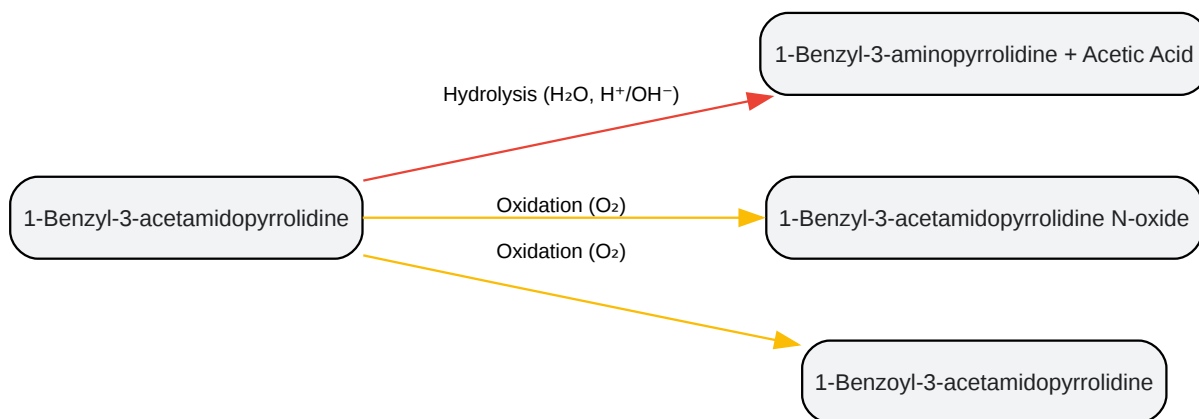 1-Benzyl-3-aminopyrrolidine + Acetic Acid
Hydrolysis (H₂O, H⁺/OH⁻)
1-Benzyl-3-acetamidopyrrolidine
Oxidation (O₂)
1-Benzyl-3-acetamidopyrrolidine N-oxide
Oxidation (O₂)
1-Benzoyl-3-acetamidopyrrolidine